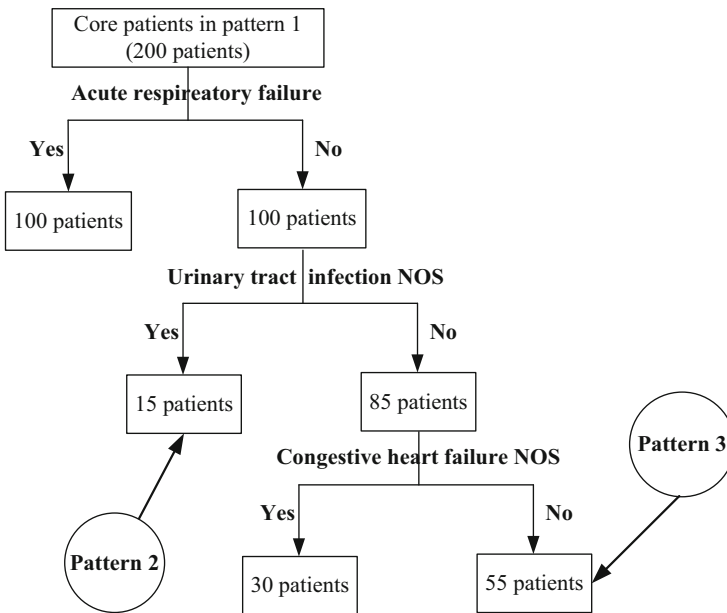 Core patients in pattern 1
(200 patients)
Acute respireatory failure
Yes
No
100 patients
100 patients
Urinary tract infection NOS
Yes
No
15 patients
85 patients
Pattern 3
Congestive heart failure NOS
Yes
No
Pattern 2
30 patients
55 patients